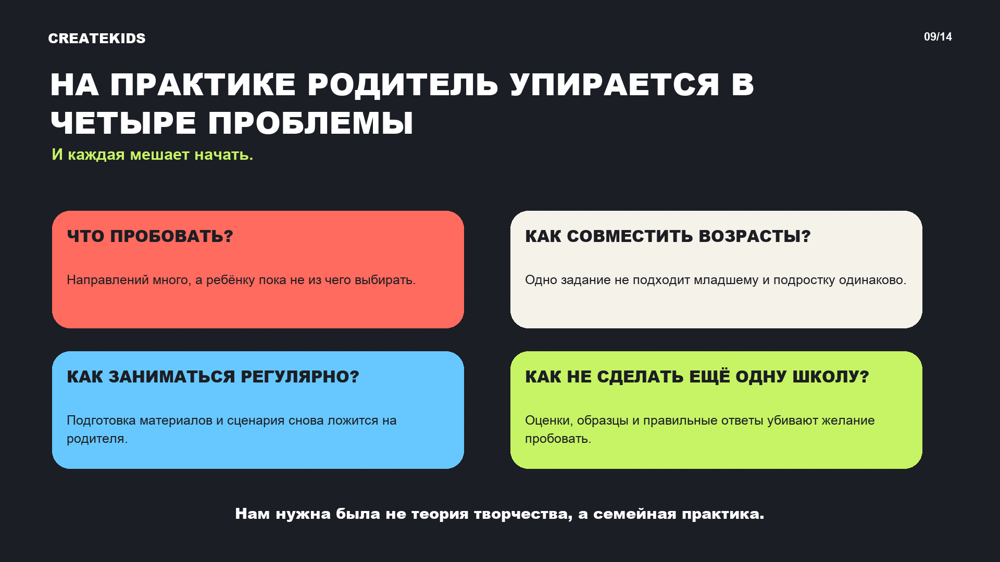 CREATEKIDS
09/14
НА ПРАКТИКЕ РОДИТЕЛЬ УПИРАЕТСЯ В
ЧЕТЫРЕ ПРОБЛЕМЫ
И каждая мешает начать.
ЧТО ПРОБОВАТЬ?
Направлений много, а ребёнку пока не из чего выбирать.
КАК СОВМЕСТИТЬ ВОЗРАСТЫ?
Одно задание не подходит младшему и подростку одинаково.
КАК ЗАНИМАТЬСЯ РЕГУЛЯРНО?
Подготовка материалов и сценария снова ложится на
родителя.
КАК НЕ СДЕЛАТЬ ЕЩЁ ОДНУ ШКОЛУ?
Оценки, образцы и правильные ответы убивают желание
пробовать.
Нам нужна была не теория творчества, а семейная практика.